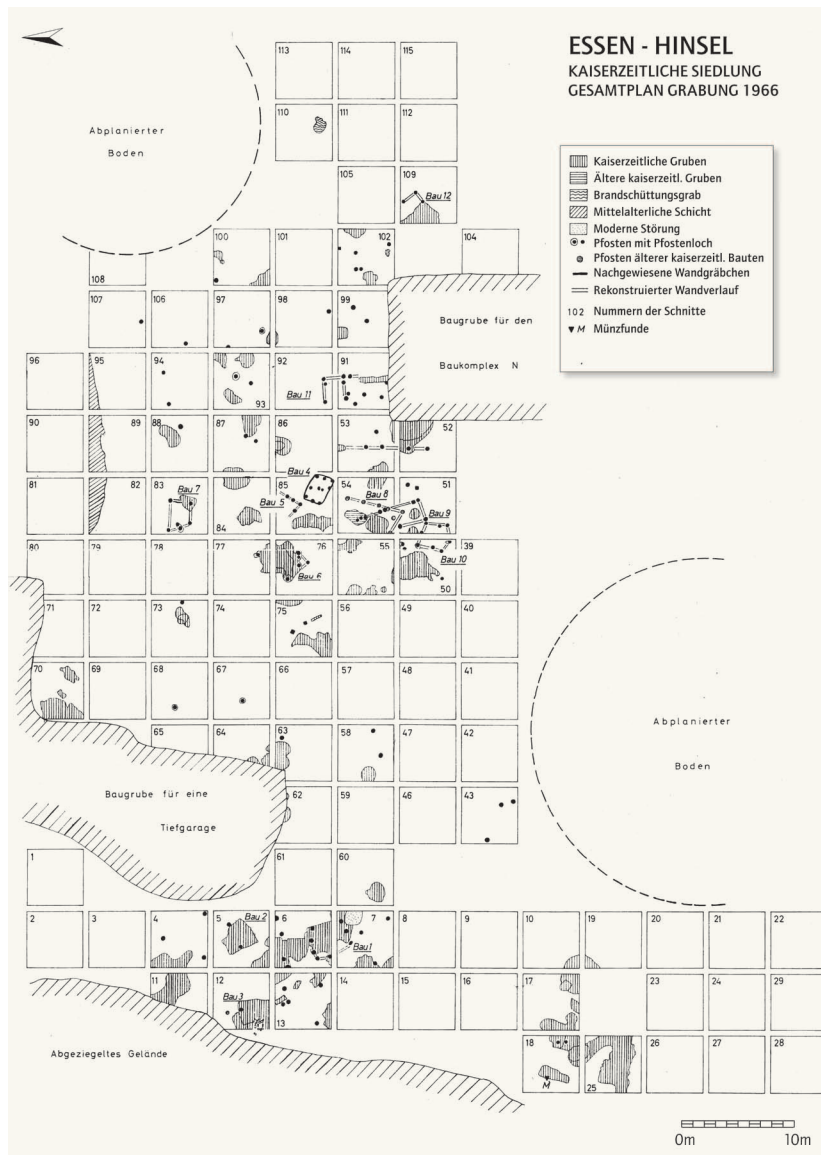 ESSEN - HINSEL
KAISERZEITLICHE SIEDLUNG
GESAMTPLAN GRABUNG 1966
Kaiserzeitliche Gruben
Ältere kaiserzeitl. Gruben
Brandschüttungsgrab
Mittelalterliche Schicht
Moderne Störung
Pfosten mit Pfostenloch
Pfosten älterer kaiserzeitl. Bauten
Nachgewiesene Wandgräbchen
Rekonstruierter Wandverlauf
102 Nummern der Schnitte
▼ M Münzfunde
113 114 115
Abplanierter
Boden
110 111 112
105 109
Bau 12
100 101 102 104
108
107 106 97 98 99
Baugrube für den
Baukomplex N
96 95 94 93 92 91
Bau 11
90 89 88 87 86 53 52
Bau 4
81 82 83 84 85 54 51
Bau 7 Bau 5 Bau 8 Bau 9
80 79 78 77 76 55 50 39
Bau 6 Bau 10
71 72 73 74 75 56 49 40
70 69 68 67 66 57 48 41
Abplanierter
Boden
65 64 63 58 47 42
Baugrube für eine
Tiefgarage
62 59 46 43
1 61 60
2 3 4 5 6 7 8 9 10 19 20 21 22
Bau 2 Bau 1
11 12 13 14 15 16 17 23 24 29
Bau 3
M
Abgeziegeltes Gelände
18 25 26 27 28
M
0m 10m